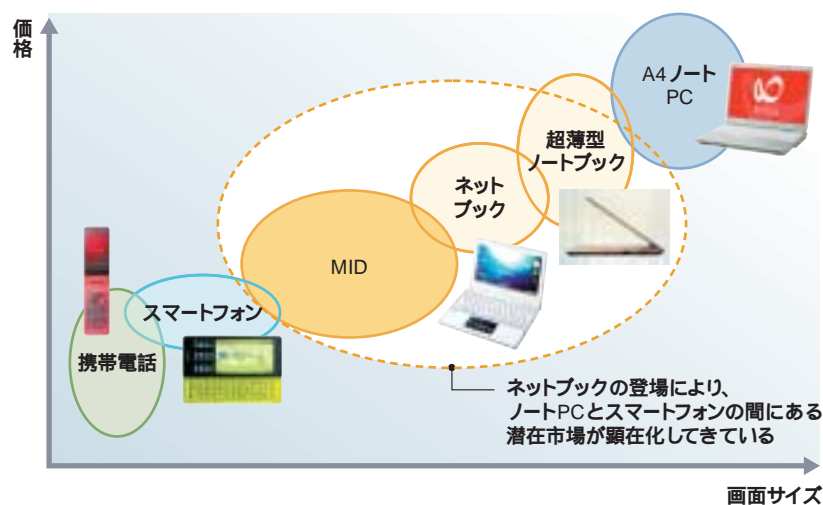 価
格
A4ノート
PC
超薄型
ノートブック
ネット
ブック
MID
スマートフォン
携帯電話
ネットブックの登場により、
ノートPCとスマートフォンの間にある
潜在市場が顕在化してきている
画面サイズ